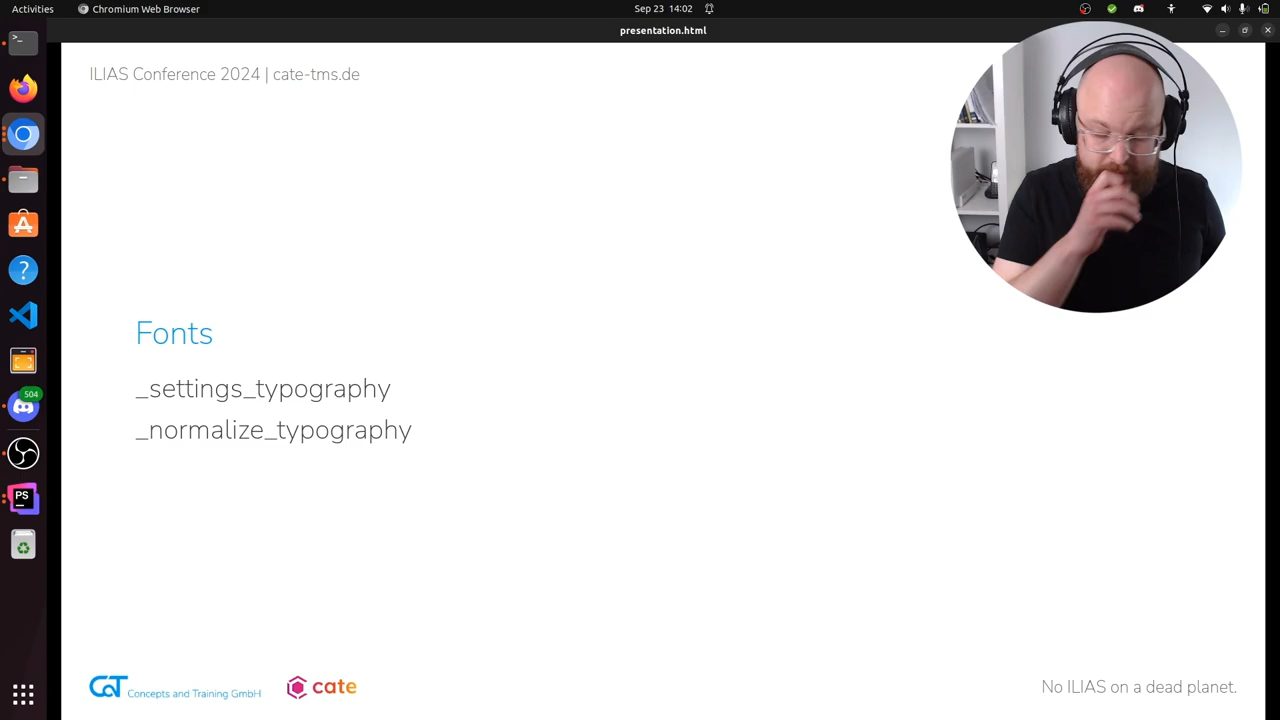 Activities
Chromium Web Browser
Sep 23 14:02
presentation.html
ILIAS Conference 2024 | cate-tms.de
Fonts
_settings_typography
_normalize_typography
504
PS
CaT Concepts and Training GmbH
cate
No ILIAS on a dead planet.